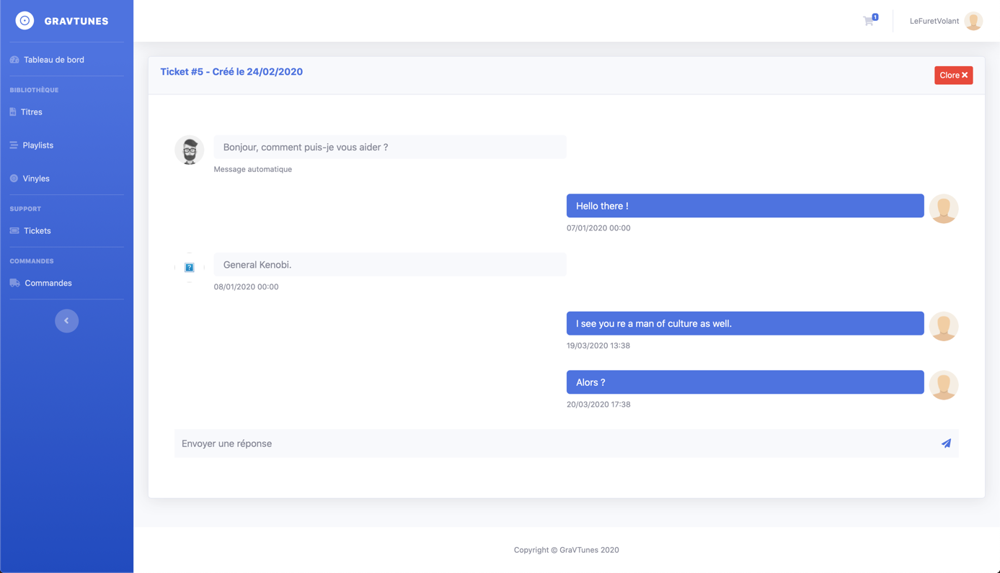 GRAVTUNES
1
LeFuretVolant
Tableau de bord
BIBLIOTHÈQUE
Titres
Playlists
Vinyles
SUPPORT
Tickets
COMMANDES
Commandes
Ticket #5 - Créé le 24/02/2020
Clore
Bonjour, comment puis-je vous aider ?
Message automatique
Hello there !
07/01/2020 00:00
?
General Kenobi.
08/01/2020 00:00
I see you re a man of culture as well.
19/03/2020 13:38
Alors ?
20/03/2020 17:38
Envoyer une réponse
Copyright © GraVTunes 2020